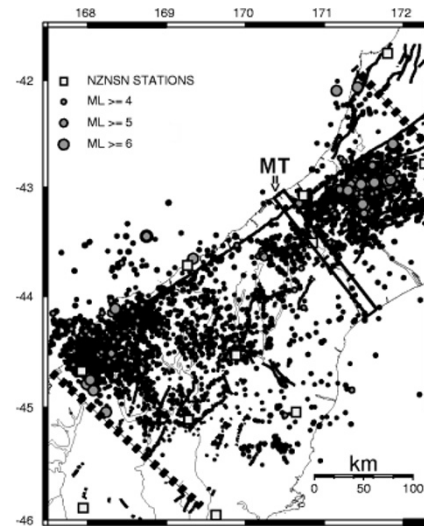 168 169 170 171 172
-42
NZNSN STATIONS
ML >= 4
ML >= 5
ML >= 6
MT
-43
-44
-45
km
0 50 100
-46